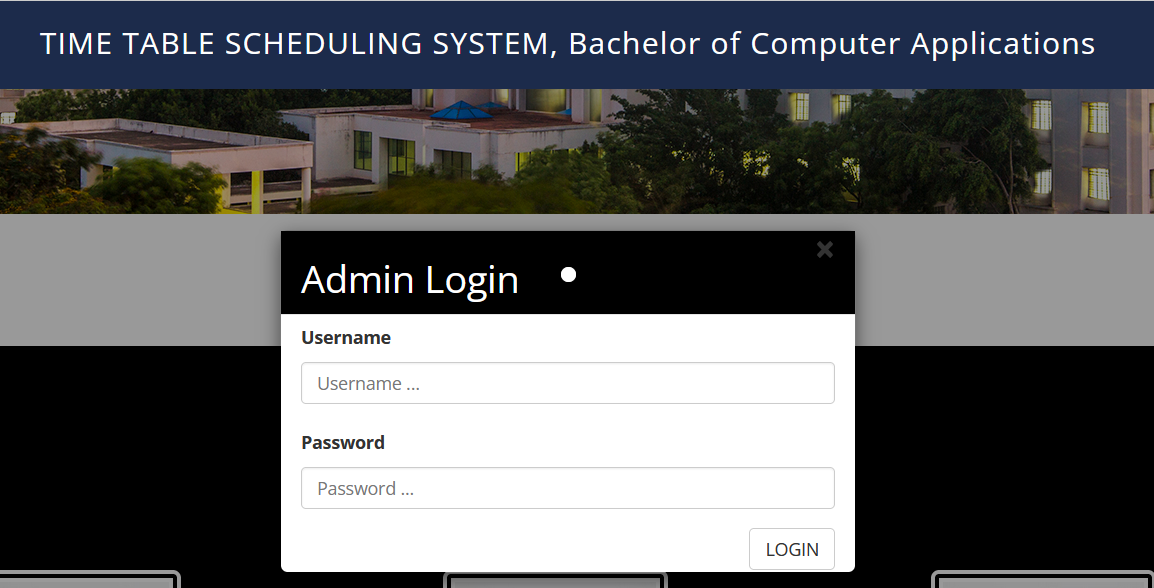 TIME TABLE SCHEDULING SYSTEM, Bachelor of Computer Applications
Admin Login
Username
Username ...
Password
Password ...
LOGIN